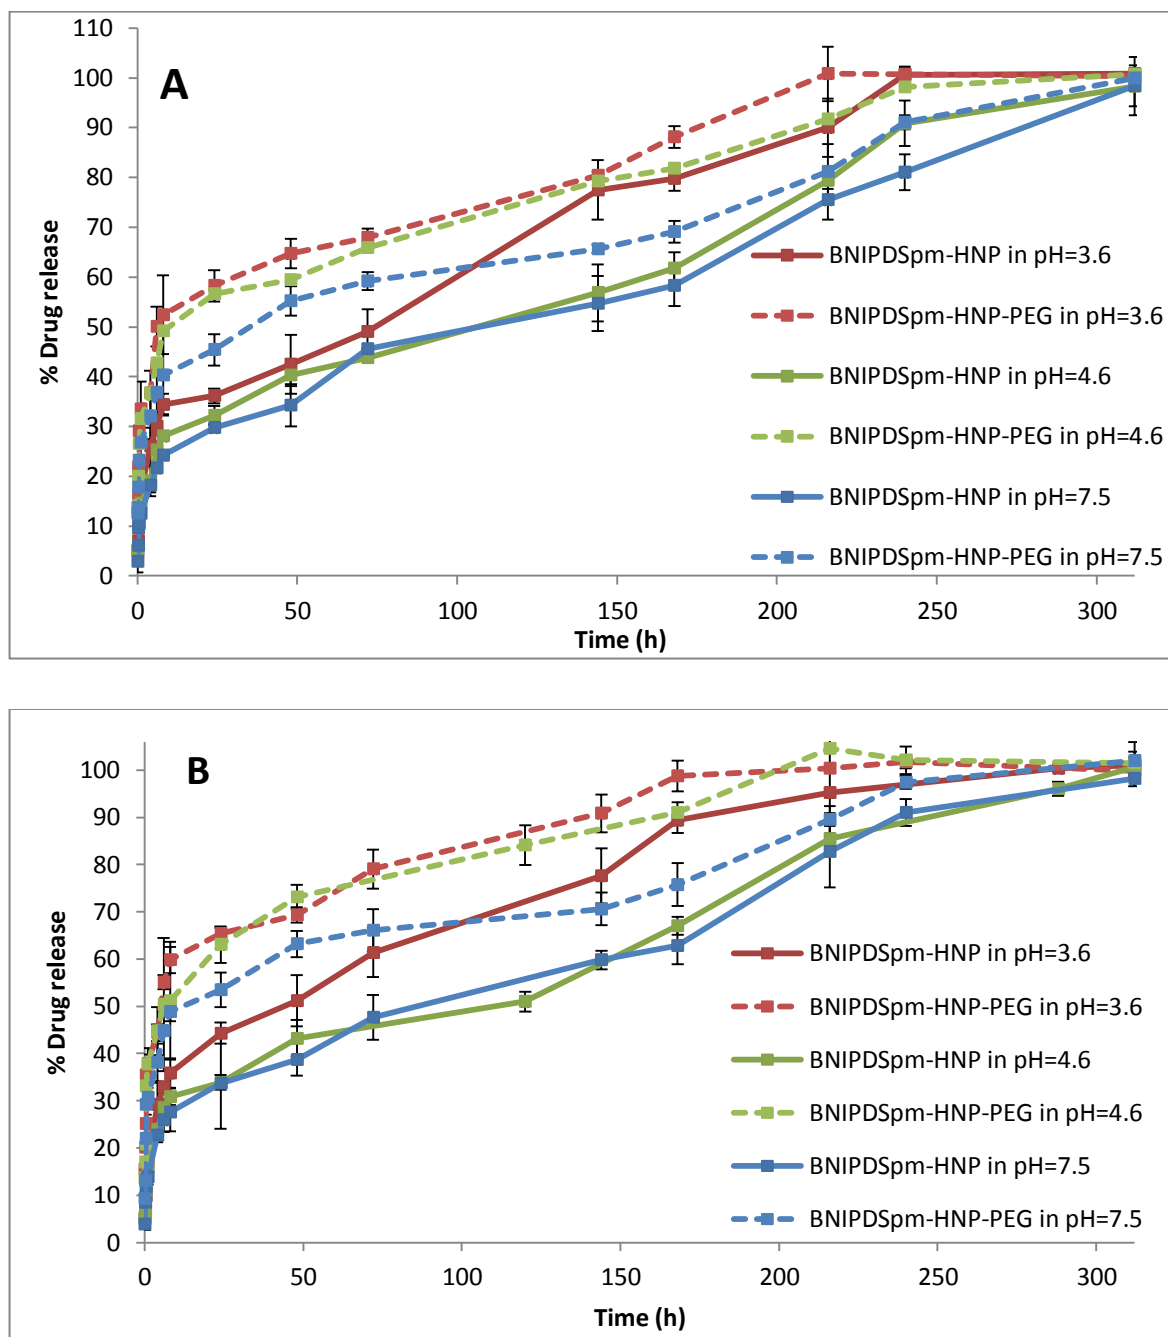 A
110
100
90
80
70
60
50
40
30
20
10
0
% Drug release
BNIPDSpm-HNP in pH=3.6
BNIPDSpm-HNP-PEG in pH=3.6
BNIPDSpm-HNP in pH=4.6
BNIPDSpm-HNP-PEG in pH=4.6
BNIPDSpm-HNP in pH=7.5
BNIPDSpm-HNP-PEG in pH=7.5
0 50 100 150 200 250 300
Time (h)
B
100
90
80
70
60
50
40
30
20
10
0
% Drug release
BNIPDSpm-HNP in pH=3.6
BNIPDSpm-HNP-PEG in pH=3.6
BNIPDSpm-HNP in pH=4.6
BNIPDSpm-HNP-PEG in pH=4.6
BNIPDSpm-HNP in pH=7.5
BNIPDSpm-HNP-PEG in pH=7.5
0 50 100 150 200 250 300
Time (h)